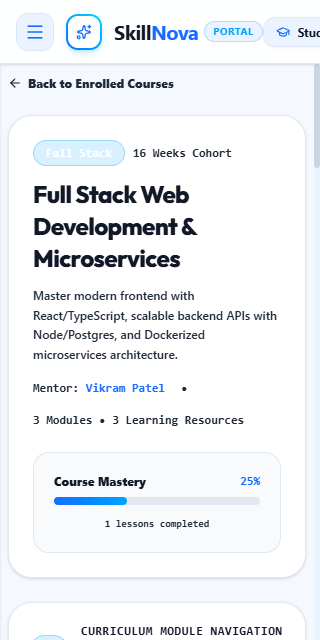 SkillNova PORTAL Stud
Back to Enrolled Courses
Full Stack 16 Weeks Cohort
Full Stack Web
Development &
Microservices
Master modern frontend with
React/TypeScript, scalable backend APIs with
Node/Postgres, and Dockerized
microservices architecture.
Mentor: Vikram Patel •
3 Modules • 3 Learning Resources
Course Mastery 25%
1 lessons completed
CURRICULUM MODULE NAVIGATION